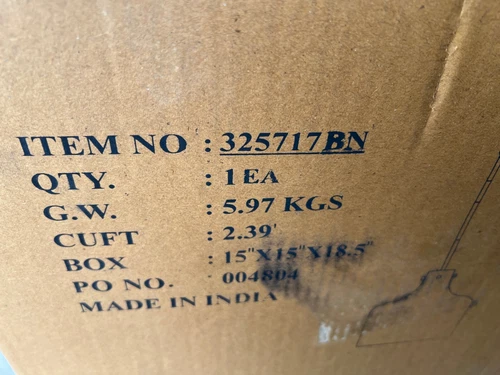 ITEM NO : 325717BN
QTY. : 1 EA
G.W. : 5.97 KGS
CUFT : 2.39'
BOX : 15"X15"X18.5"
PO NO. : 004804
MADE IN INDIA